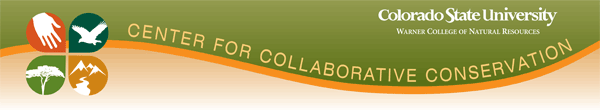 Colorado State University
WARNER COLLEGE OF NATURAL RESOURCES
CENTER FOR COLLABORATIVE CONSERVATION